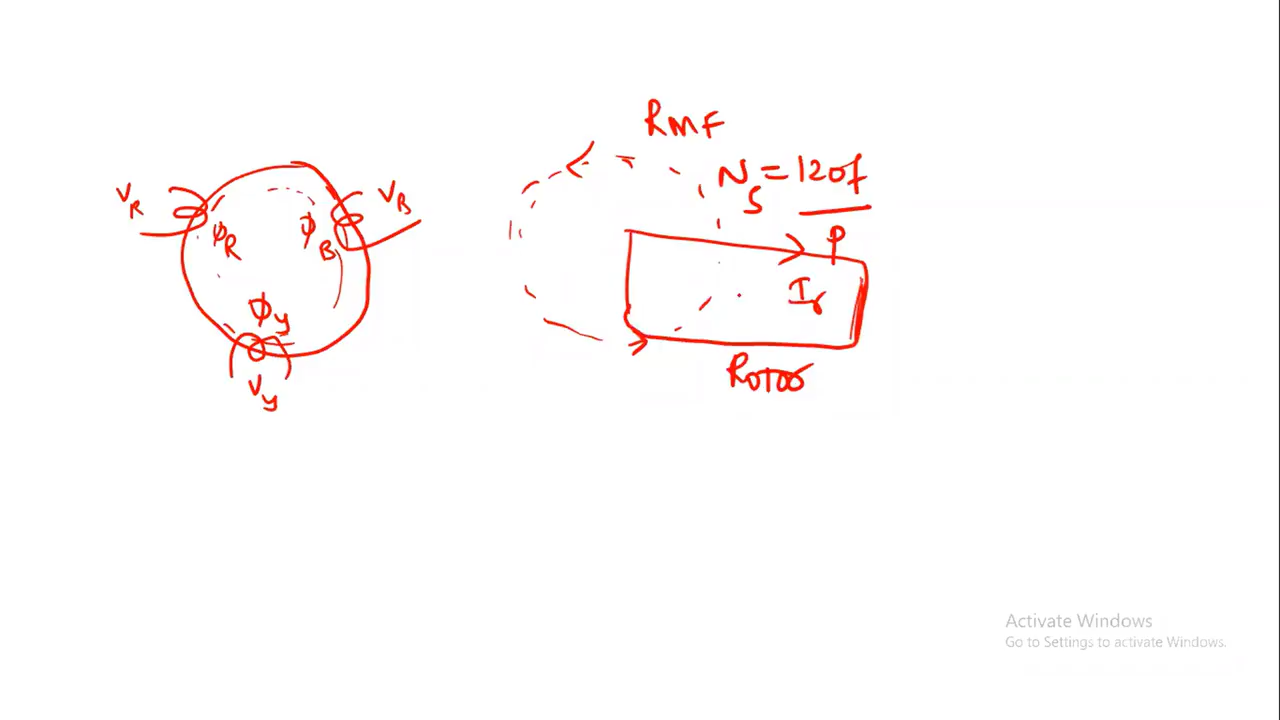 RMF
V_R
V_B
N_S = 120f
P
Φ_R
Φ_B
I_r
Φ_y
Rotor
V_y
Activate Windows
Go to Settings to activate Windows.